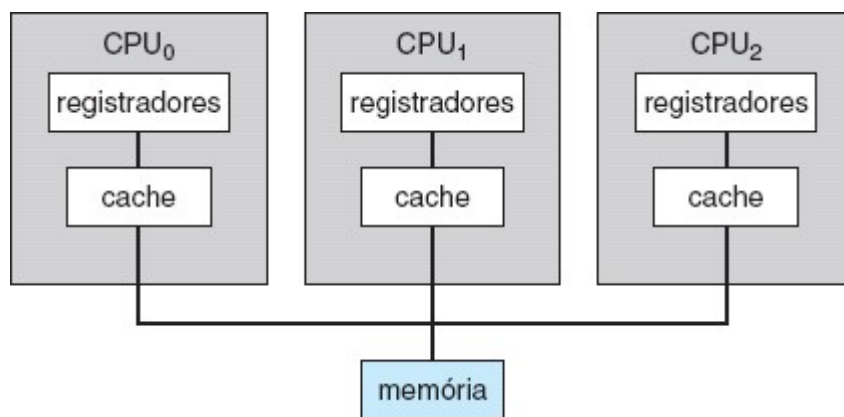 CPU₀ CPU₁ CPU₂
registradores registradores registradores
cache cache cache
memória